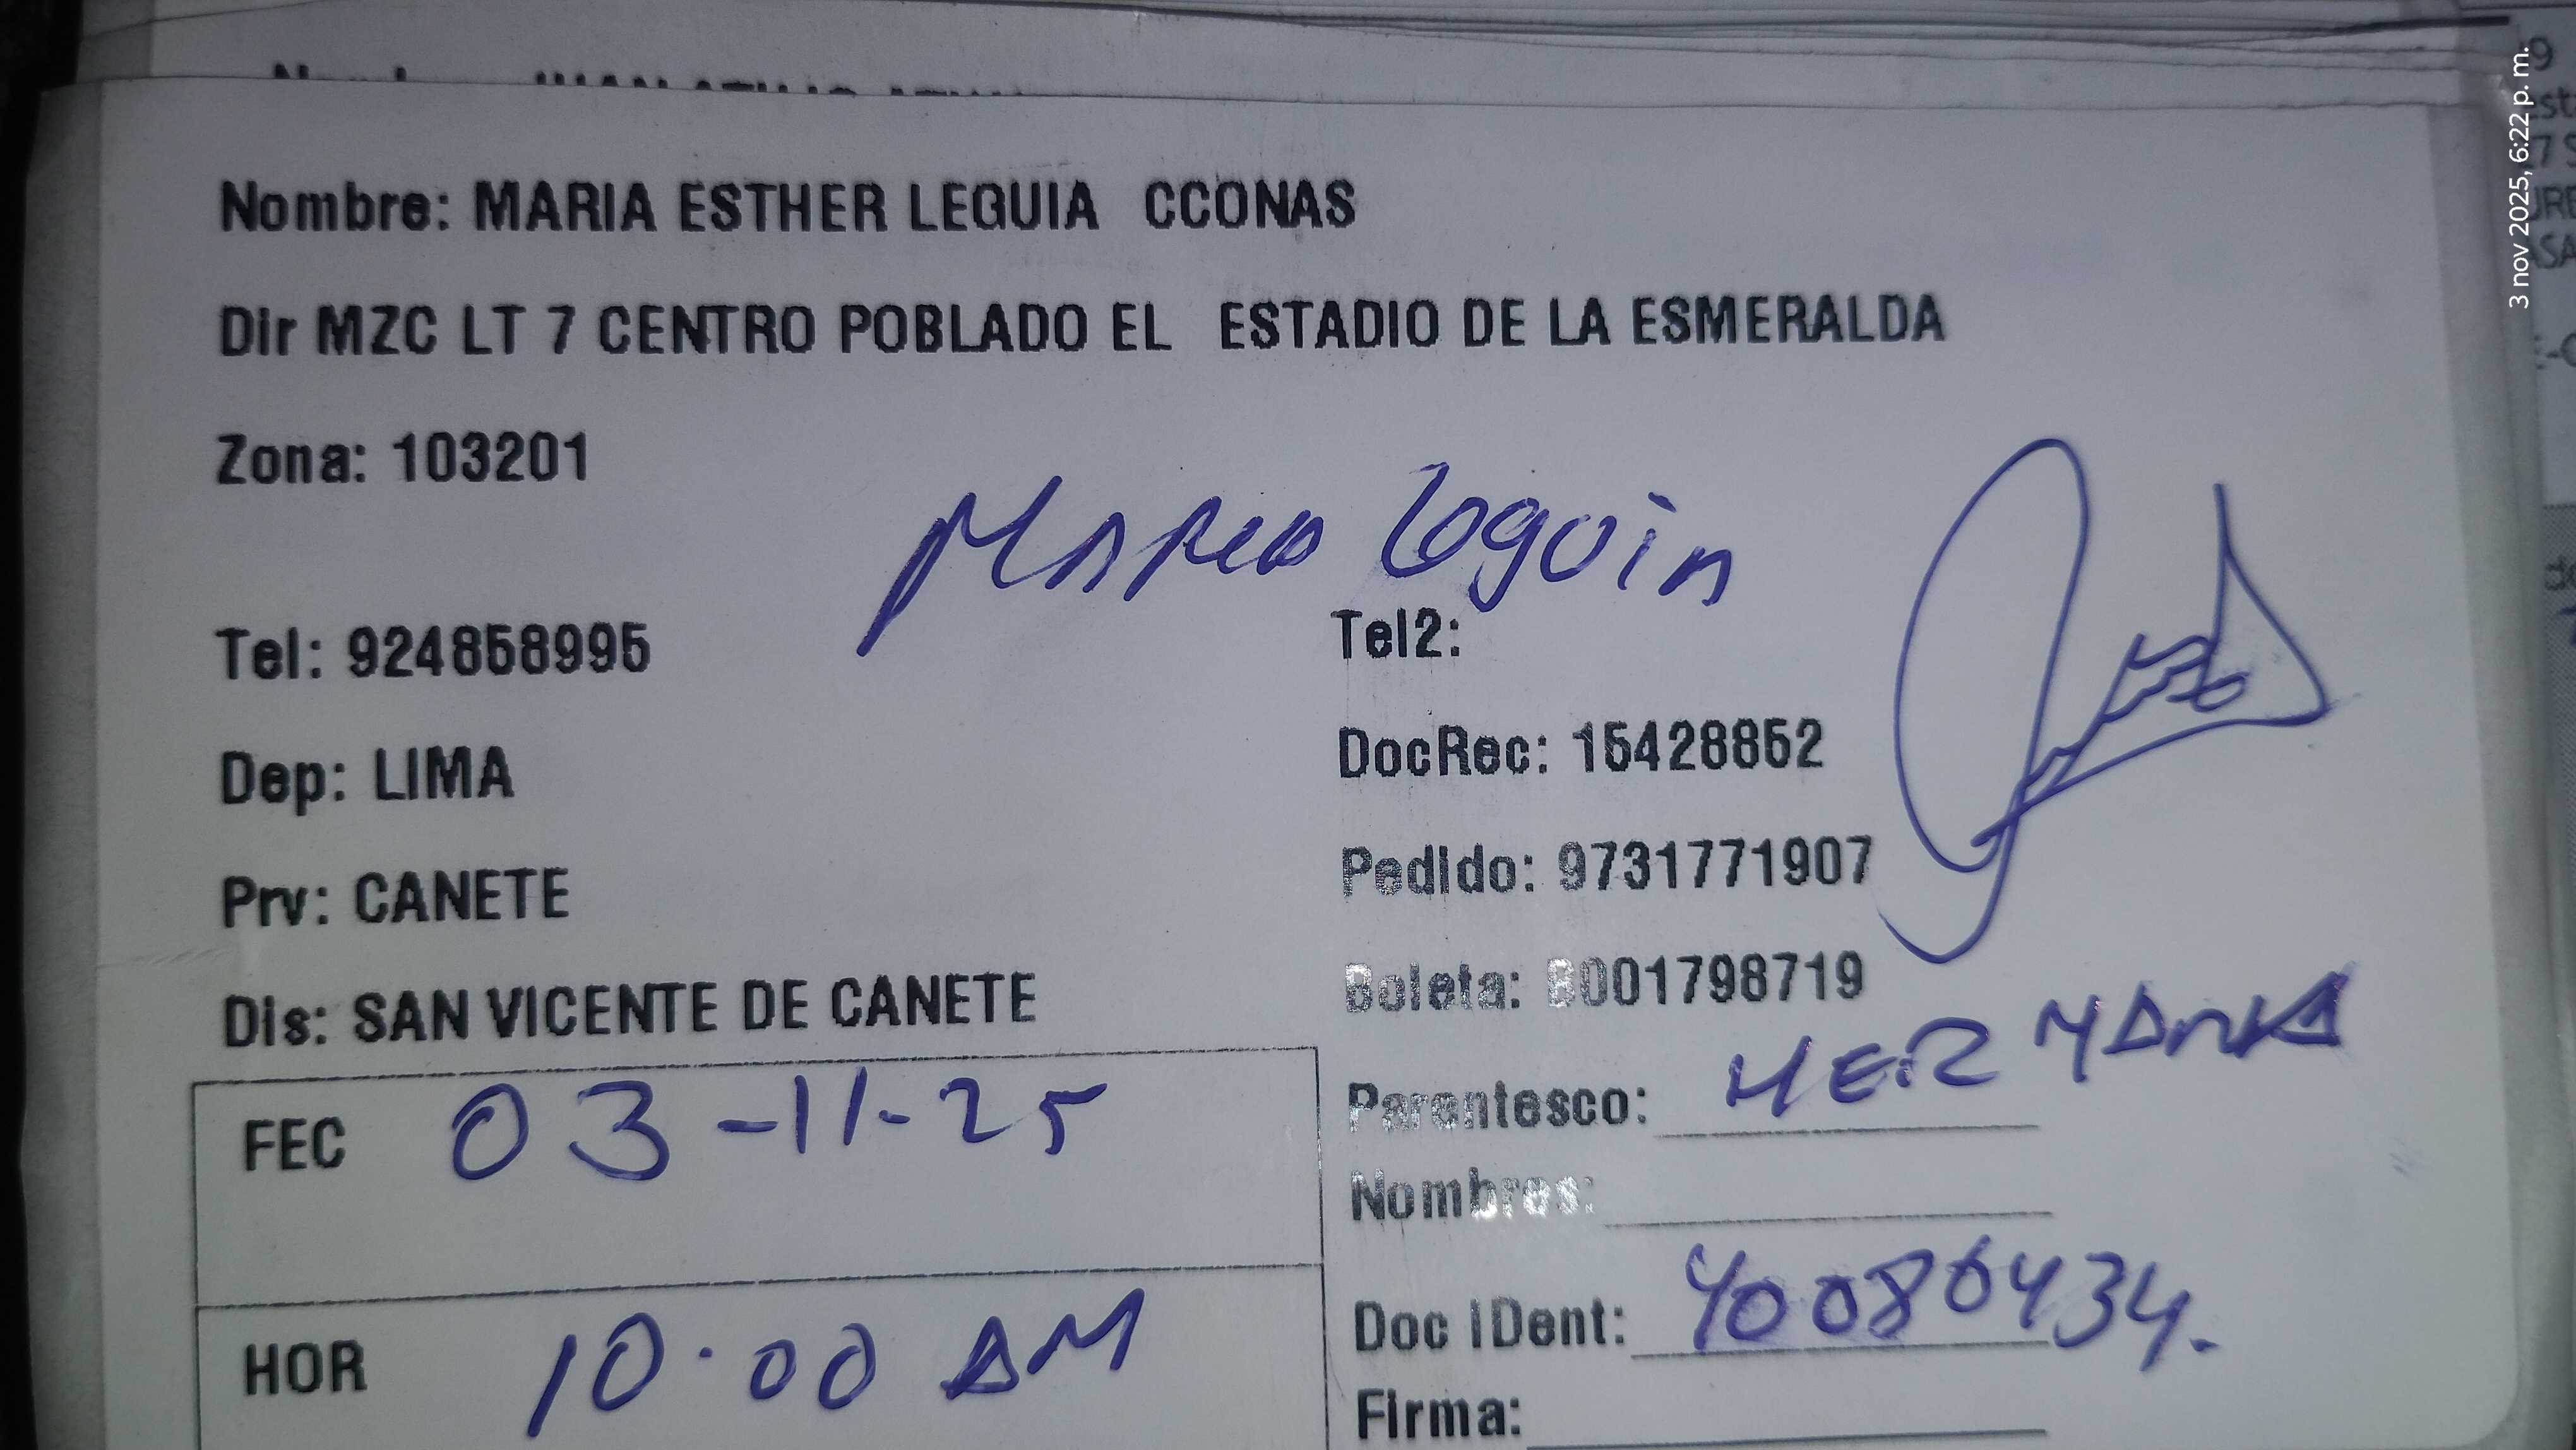 Nombre: MARIA ESTHER LEGUIA CCONAS
Dir MZC LT 7 CENTRO POBLADO EL ESTADIO DE LA ESMERALDA
Zona: 103201
Tel: 924858995
Dep: LIMA
Prv: CANETE
Dis: SAN VICENTE DE CANETE
FEC 03-11-25
HOR 10:00 AM
Tel2:
DocRec: 15428852
Pedido: 9731771907
Boleta: B001798719
Parentesco: HERMANA
Nombres:
Doc IDent: 40086434.
Firma:
3 nov 2025, 6:22 p. m.